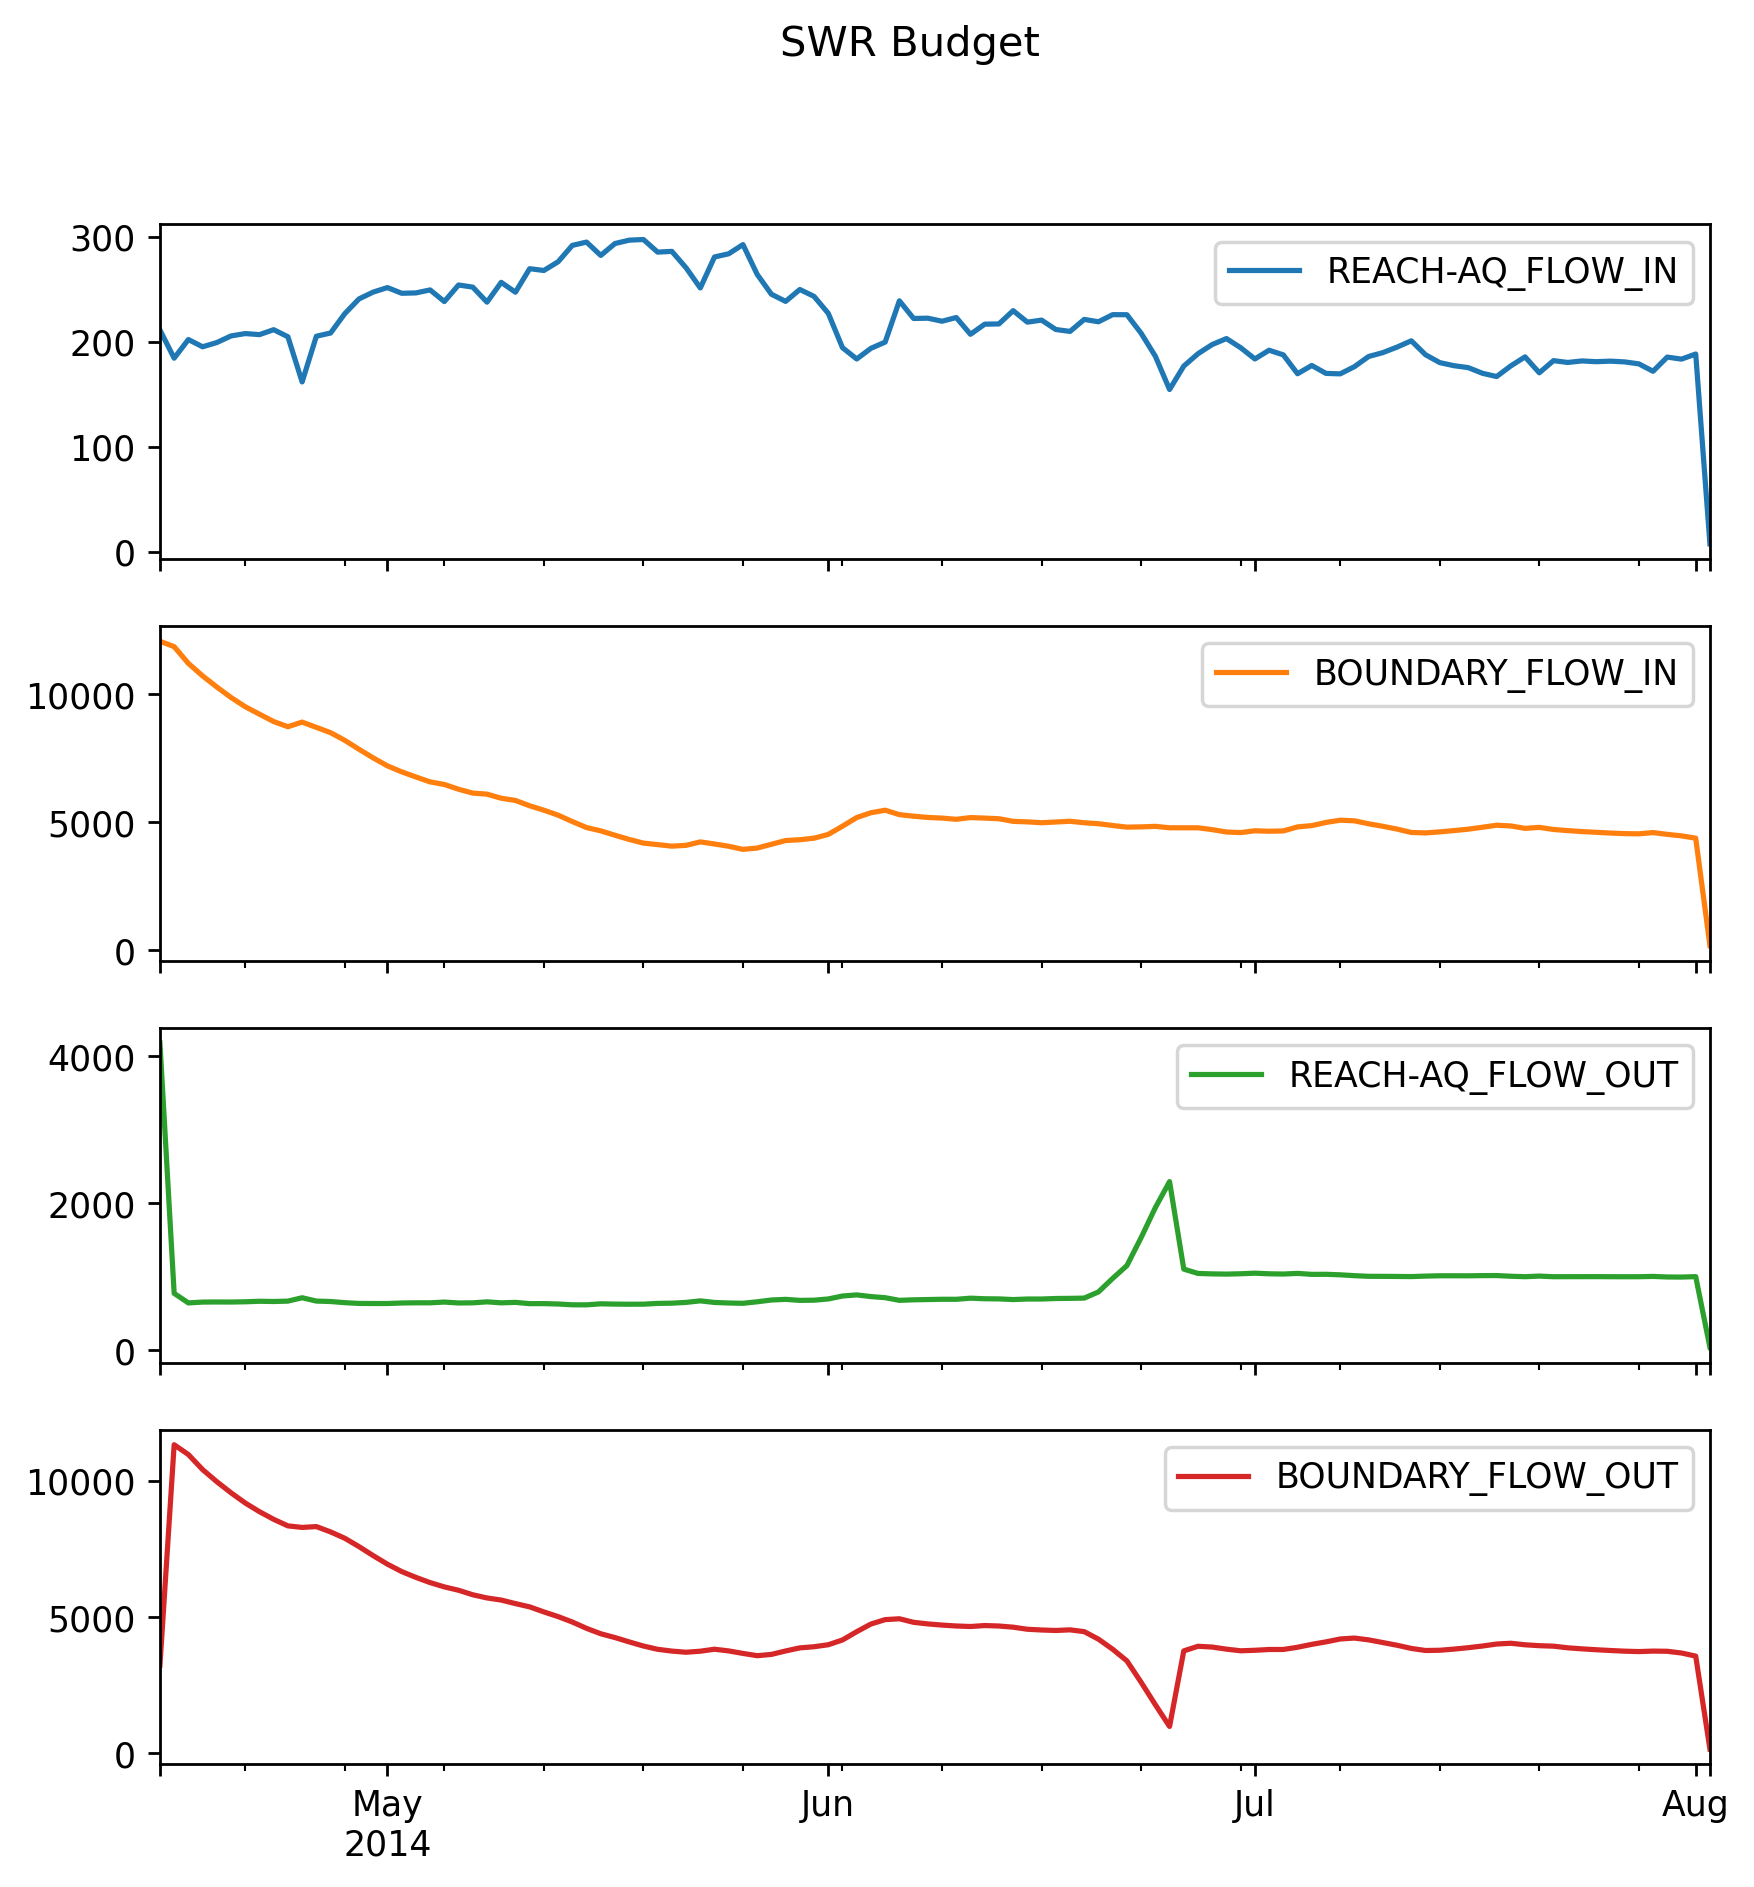 SWR Budget
300
200
100
0
REACH-AQ_FLOW_IN
10000
5000
0
BOUNDARY_FLOW_IN
4000
2000
0
REACH-AQ_FLOW_OUT
10000
5000
0
BOUNDARY_FLOW_OUT
May Jun Jul Aug
2014